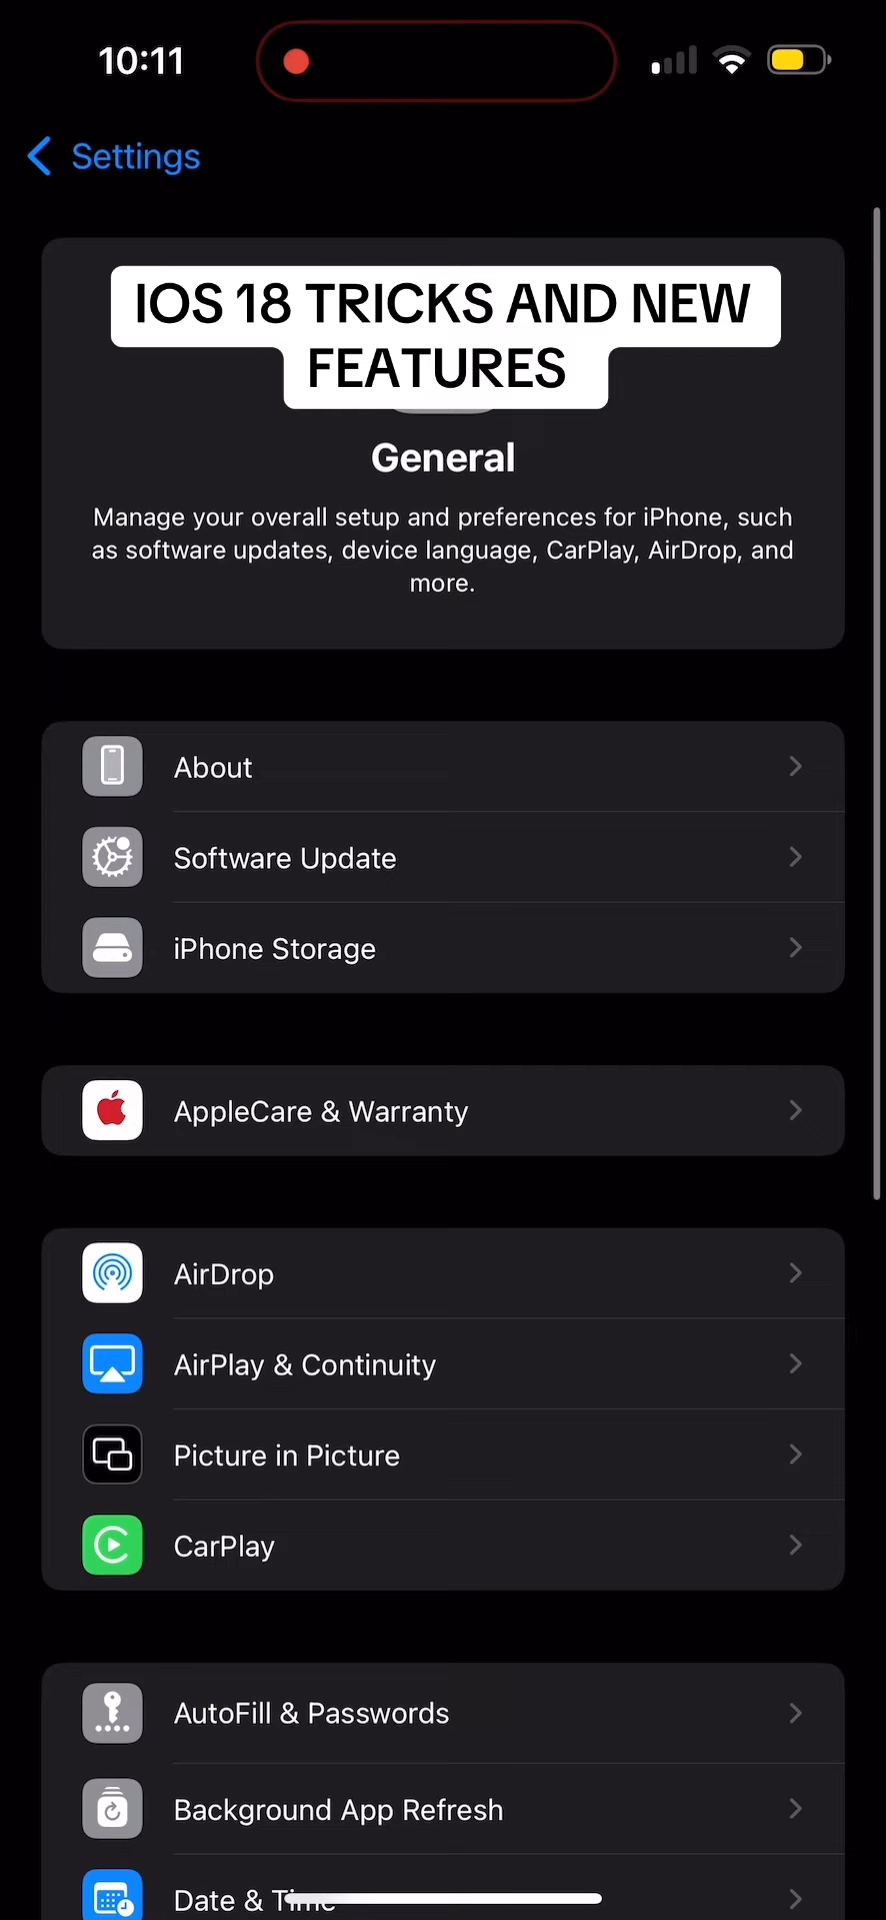 10:11
Settings
IOS 18 TRICKS AND NEW
FEATURES
General
Manage your overall setup and preferences for iPhone, such
as software updates, device language, CarPlay, AirDrop, and
more.
About
Software Update
iPhone Storage
AppleCare & Warranty
AirDrop
AirPlay & Continuity
Picture in Picture
CarPlay
AutoFill & Passwords
Background App Refresh
Date & Time